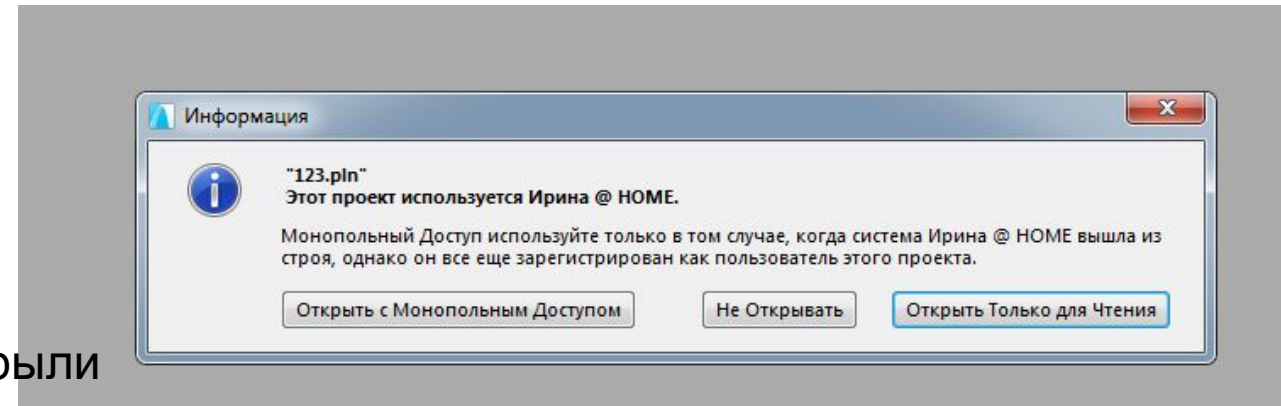 Информация
"123.pln"
Этот проект используется Ирина @ HOME.
Монопольный Доступ используйте только в том случае, когда система Ирина @ HOME вышла из
строя, однако он все еще зарегистрирован как пользователь этого проекта.
Открыть с Монопольным Доступом Не Открывать Открыть Только для Чтения